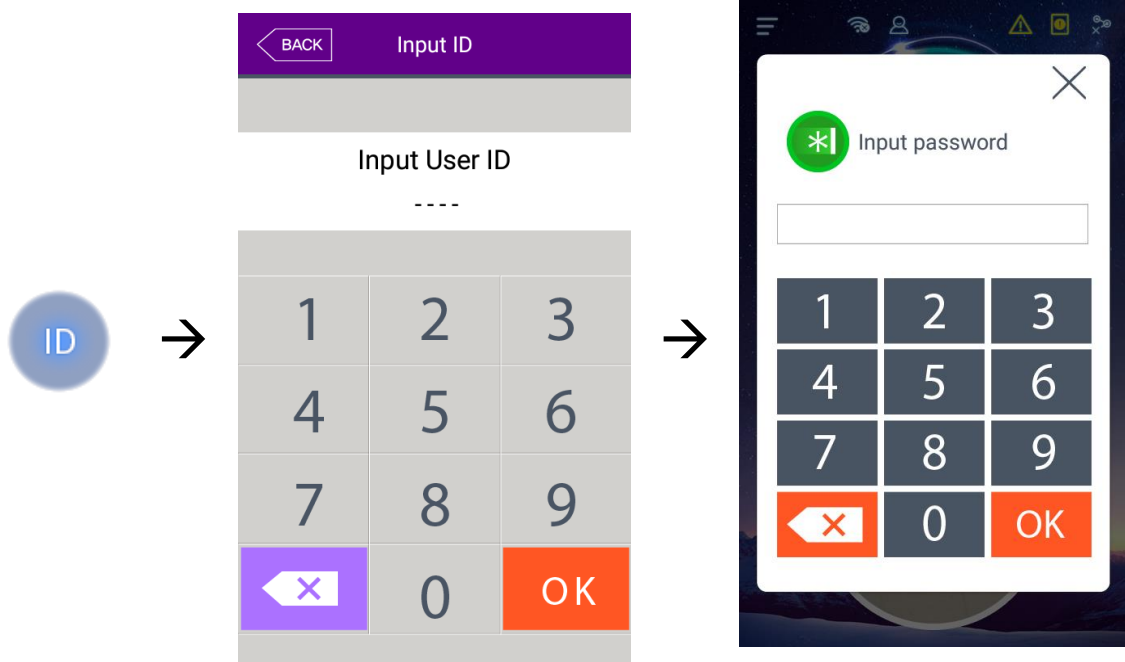 ID
BACK Input ID
Input User ID
----
1 2 3
4 5 6
7 8 9
0 OK
Input password
1 2 3
4 5 6
7 8 9
0 OK